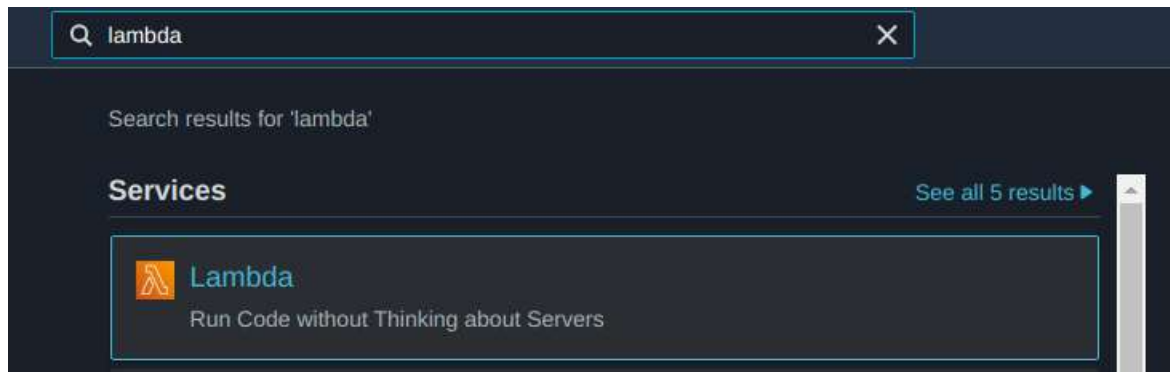 lambda
Search results for 'lambda'
Services
See all 5 results
Lambda
Run Code without Thinking about Servers